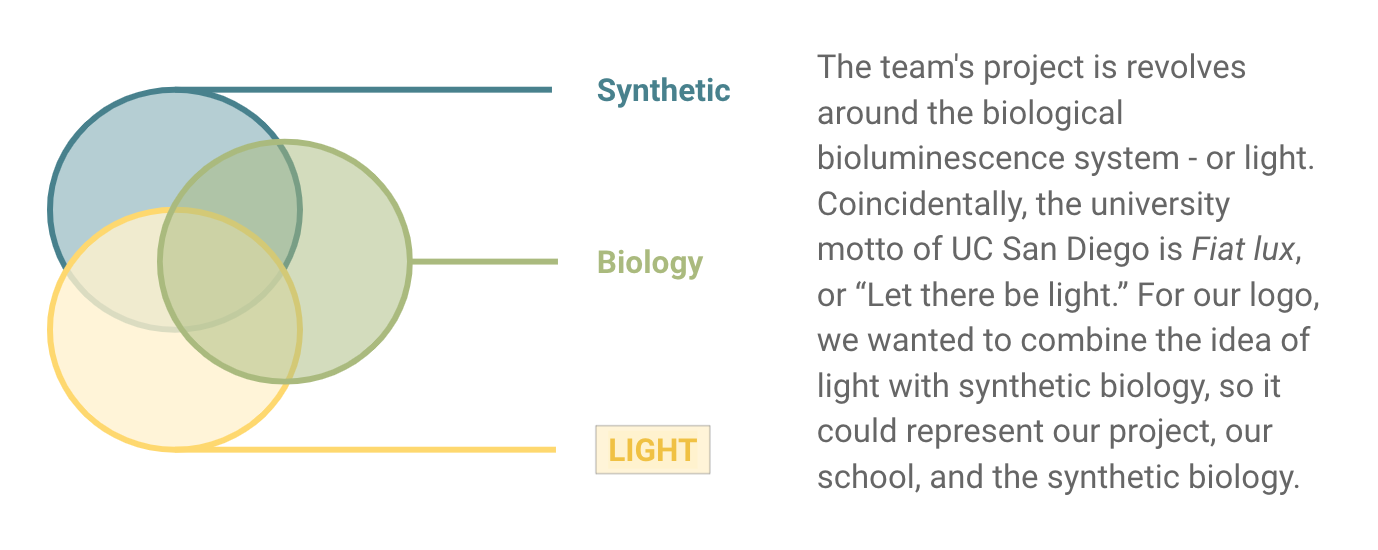 Synthetic
Biology
LIGHT
The team's project is revolves
around the biological
bioluminescence system - or light.
Coincidentally, the university
motto of UC San Diego is Fiat lux,
or “Let there be light.” For our logo,
we wanted to combine the idea of
light with synthetic biology, so it
could represent our project, our
school, and the synthetic biology.